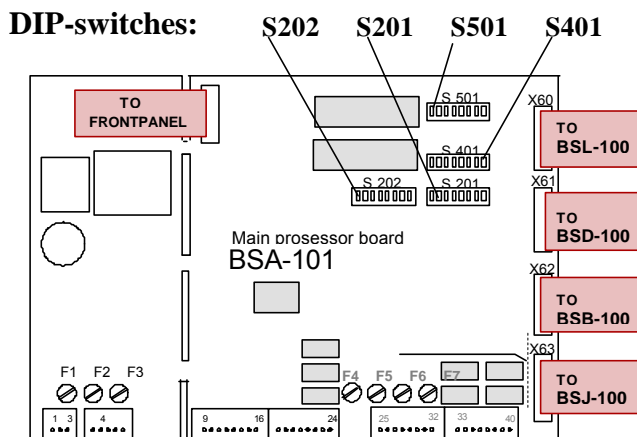 DIP-switches: S202 S201 S501 S401
TO
FRONTPANEL
S 501
X60
TO
BSL-100
S 401
S 202 S 201
X61
TO
BSD-100
Main prosessor board
BSA-101
X62
TO
BSB-100
X63
F1 F2 F3
F4 F5 F6 F7
TO
BSJ-100
1 3 4 9 16 24 25 32 33 40